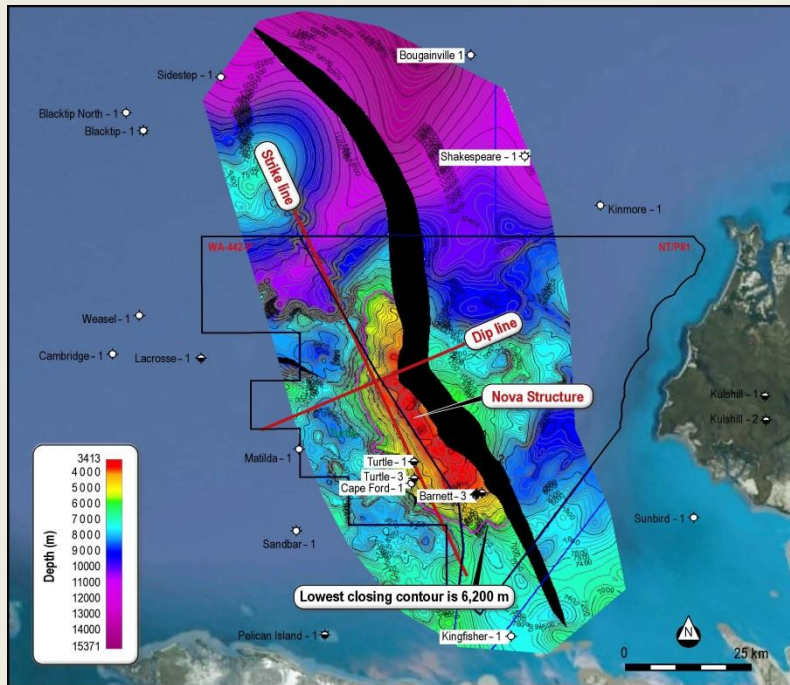 Bougainville 1
Sidestep – 1
Blacktip North – 1
Blacktip – 1
Shakespeare – 1
Strike line
Kinmore – 1
WA-442-P
NT/P81
Weasel – 1
Dip line
Cambridge – 1
Lacrosse – 1
Nova Structure
Kulshill – 1
Kulshill – 2
3413
4000
5000
6000
7000
8000
9000
10000
11000
12000
13000
14000
15371
Depth (m)
Matilda – 1
Turtle – 1
Turtle – 3
Cape Ford – 1
Barnett – 3
Sunbird – 1
Sandbar – 1
Lowest closing contour is 6,200 m
Pelican Island – 1
Kingfisher – 1
N
0 25 km